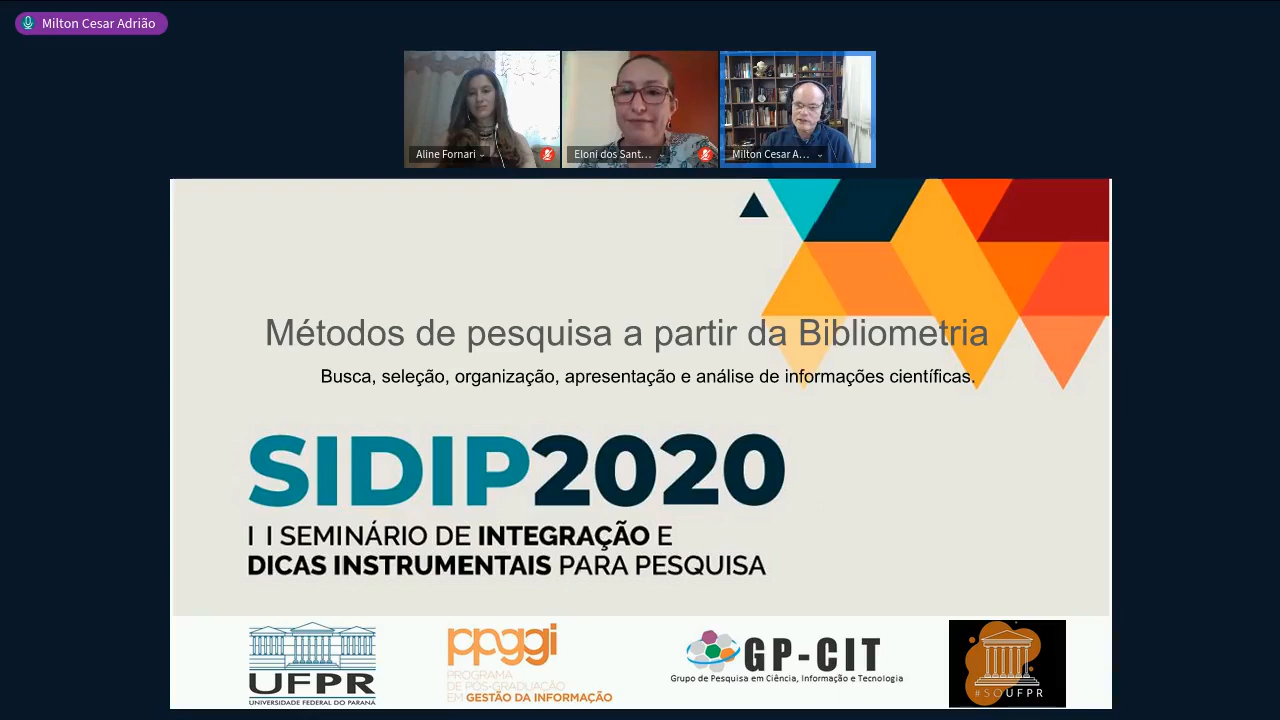 Milton Cesar Adrião
Aline Fornari
Eloni dos Sant...
Milton Cesar A...
Métodos de pesquisa a partir da Bibliometria
Busca, seleção, organização, apresentação e análise de informações científicas.
SIDIP2020
I I SEMINÁRIO DE INTEGRAÇÃO E
DICAS INSTRUMENTAIS PARA PESQUISA
UFPR
UNIVERSIDADE FEDERAL DO PARANÁ
ppggi
PROGRAMA
DE PÓS-GRADUAÇÃO
EM GESTÃO DA INFORMAÇÃO
GP-CIT
Grupo de Pesquisa em Ciência, Informação e Tecnologia
#SOUFPR